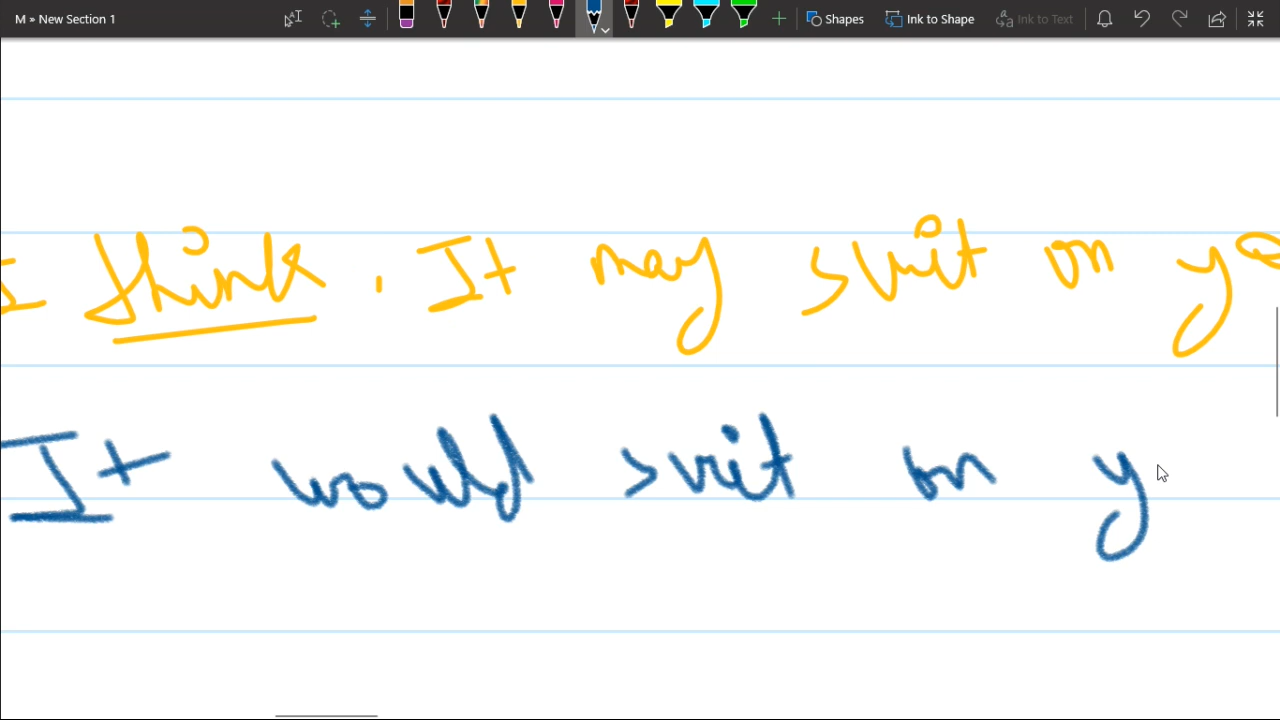 M » New Section 1
Shapes
Ink to Shape
Ink to Text
I think. It may suit on yo
It would suit on y